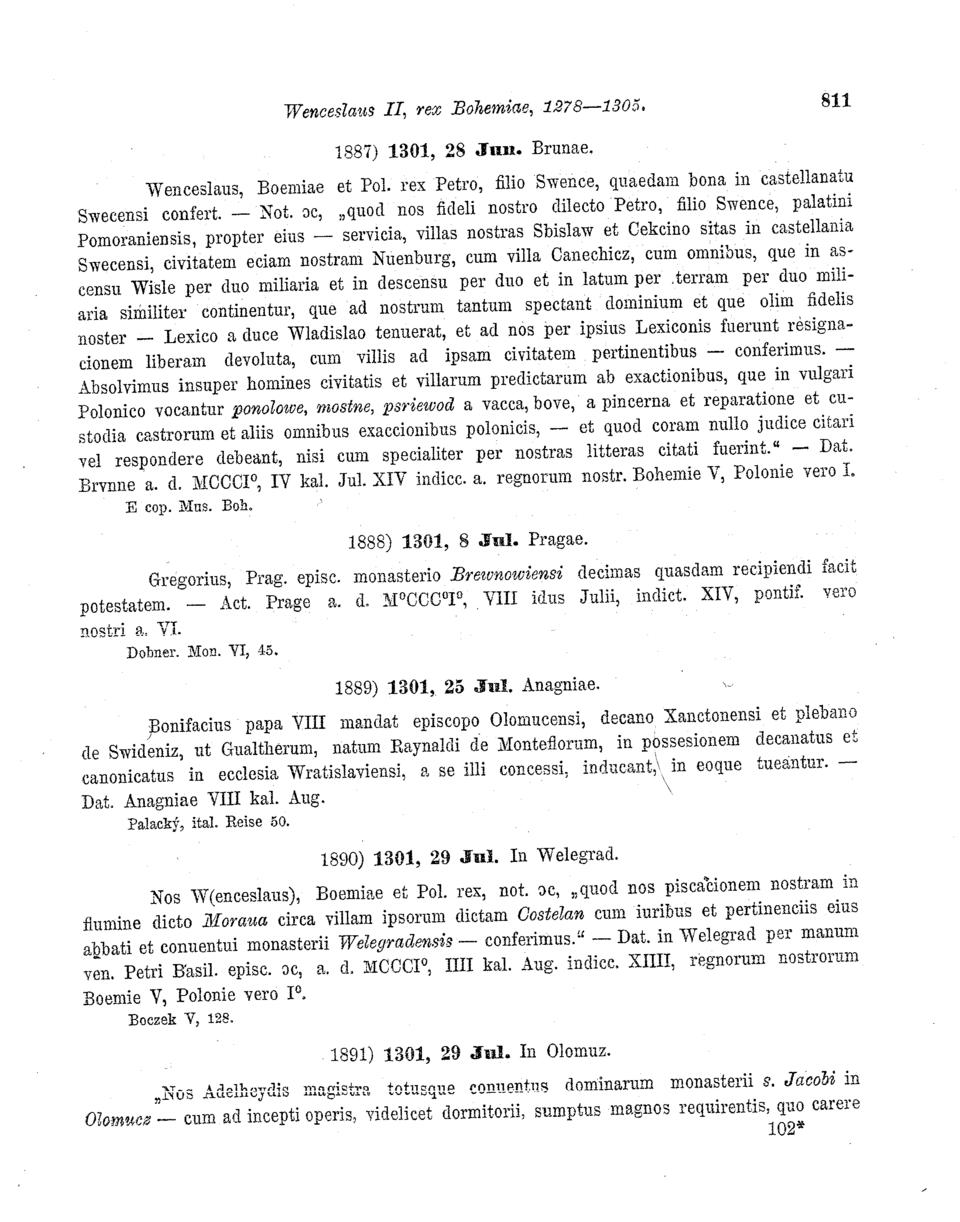 Wenceslaus II, rex Bohemiae, 1278—1305. 811
1887) 1301, 28 Jun. Brunae.
Wenceslaus, Boemiae et Pol. rex Petro, filio Swence, quaedam bona in castellanatu
Swecensi confert. — Not. ɔc, „quod nos fideli nostro dilecto Petro, filio Swence, palatini
Pomoraniensis, propter eius — servicia, villas nostras Sbislaw et Cekcino sitas in castellania
Swecensi, civitatem eciam nostram Nuenburg, cum villa Canechicz, cum omnibus, que in as-
censu Wisle per duo miliaria et in descensu per duo et in latum per terram per duo mili-
aria similiter continentur, que ad nostrum tantum spectant dominium et que olim fidelis
noster — Lexico a duce Wladislao tenuerat, et ad nos per ipsius Lexiconis fuerunt resigna-
cionem liberam devoluta, cum villis ad ipsam civitatem pertinentibus — conferimus. —
Absolvimus insuper homines civitatis et villarum predictarum ab exactionibus, que in vulgari
Polonico vocantur ponolowe, mostne, psriewod a vacca, bove, a pincerna et reparatione et cu-
stodia castrorum et aliis omnibus exaccionibus polonicis, — et quod coram nullo judice citari
vel respondere debeant, nisi cum specialiter per nostras litteras citati fuerint.“ — Dat.
Brvnne a. d. MCCCI⁰, IV kal. Jul. XIV indicc. a. regnorum nostr. Bohemie V, Polonie vero I.
E cop. Mus. Boh.
1888) 1301, 8 Jul. Pragae.
Gregorius, Prag. episc. monasterio Brewnowiensi decimas quasdam recipiendi facit
potestatem. — Act. Prage a. d. M⁰CCC⁰I⁰, VIII idus Julii, indict. XIV, pontif. vero
nostri a. VI.
Dobner. Mon. VI, 45.
1889) 1301, 25 Jul. Anagniae.
Bonifacius papa VIII mandat episcopo Olomucensi, decano Xanctonensi et plebano
de Swideniz, ut Gualtherum, natum Raynaldi de Monteflorum, in possesionem decanatus et
canonicatus in ecclesia Wratislaviensi, a se illi concessi, inducant, in eoque tueantur. —
Dat. Anagniae VIII kal. Aug.
Palacký, ital. Reise 50.
1890) 1301, 29 Jul. In Welegrad.
Nos W(enceslaus), Boemiae et Pol. rex, not. ɔc, „quod nos piscacionem nostram in
flumine dicto Moraua circa villam ipsorum dictam Costelan cum iuribus et pertinenciis eius
abbati et conuentui monasterii Welegradensis — conferimus.“ — Dat. in Welegrad per manum
ven. Petri Basil. episc. ɔc, a. d. MCCCI⁰, IIII kal. Aug. indicc. XIIII, regnorum nostrorum
Boemie V, Polonie vero I⁰.
Boczek V, 128.
1891) 1301, 29 Jul. In Olomuz.
„Nos Adelheydis magistra totusque conuentus dominarum monasterii s. Jacobi in
Olomucz — cum ad incepti operis, videlicet dormitorii, sumptus magnos requirentis, quo carere
102*